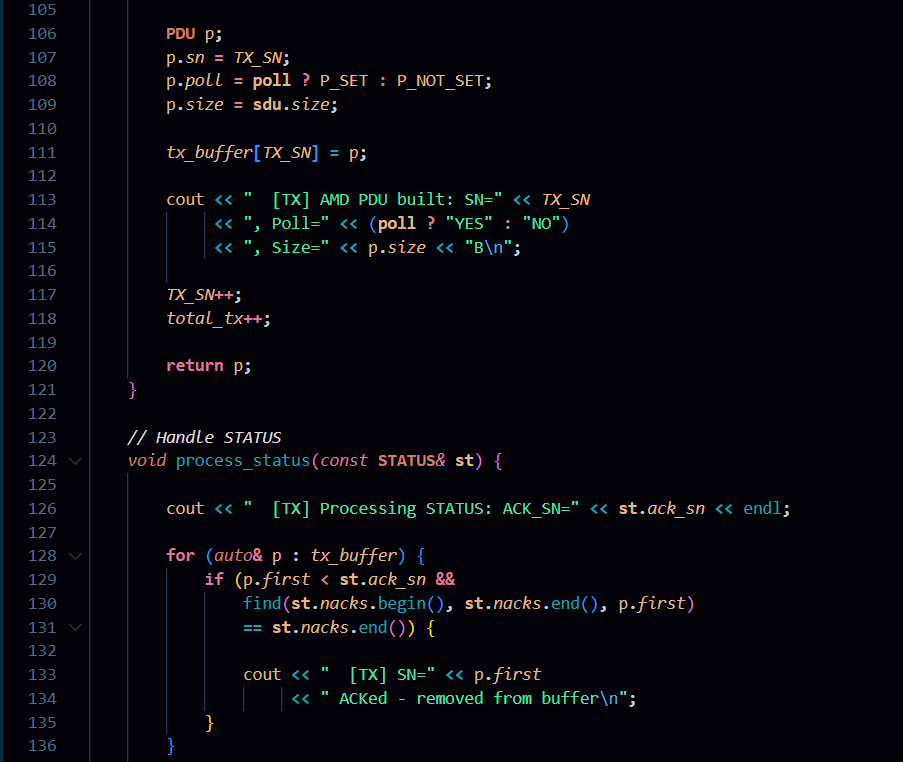 105
106 PDU p;
107 p.sn = TX_SN;
108 p.poll = poll ? P_SET : P_NOT_SET;
109 p.size = sdu.size;
110
111 tx_buffer[TX_SN] = p;
112
113 cout << "  [TX] AMD PDU built: SN=" << TX_SN
114 << ", Poll=" << (poll ? "YES" : "NO")
115 << ", Size=" << p.size << "B\n";
116
117 TX_SN++;
118 total_tx++;
119
120 return p;
121 }
122
123 // Handle STATUS
124 void process_status(const STATUS& st) {
125
126 cout << "  [TX] Processing STATUS: ACK_SN=" << st.ack_sn << endl;
127
128 for (auto& p : tx_buffer) {
129 if (p.first < st.ack_sn &&
130 find(st.nacks.begin(), st.nacks.end(), p.first)
131 == st.nacks.end()) {
132
133 cout << "  [TX] SN=" << p.first
134 << " ACKed - removed from buffer\n";
135 }
136 }